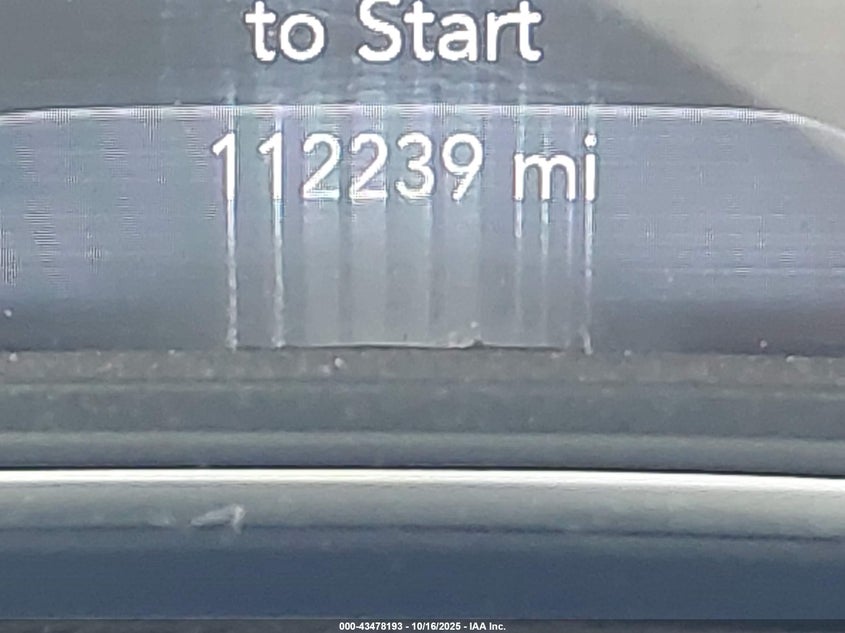 to Start
112239 mi
000-43478193 - 10/16/2025 - IAA Inc.